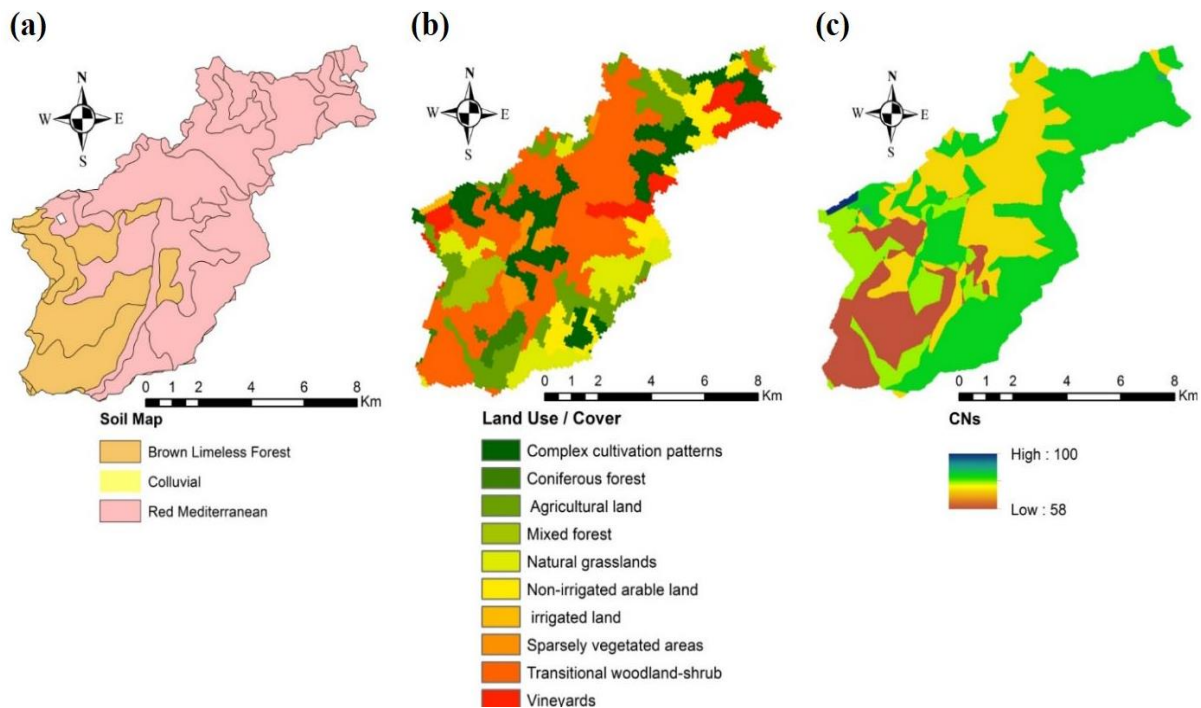 (a)
N
W E
S
0 1 2 4 6 8
Km
Soil Map
Brown Limeless Forest
Colluvial
Red Mediterranean
(b)
N
W E
S
0 1 2 4 6 8
Km
Land Use / Cover
Complex cultivation patterns
Coniferous forest
Agricultural land
Mixed forest
Natural grasslands
Non-irrigated arable land
irrigated land
Sparsely vegetated areas
Transitional woodland-shrub
Vineyards
(c)
N
W E
S
0 1 2 4 6 8
Km
CNs
High : 100
Low : 58